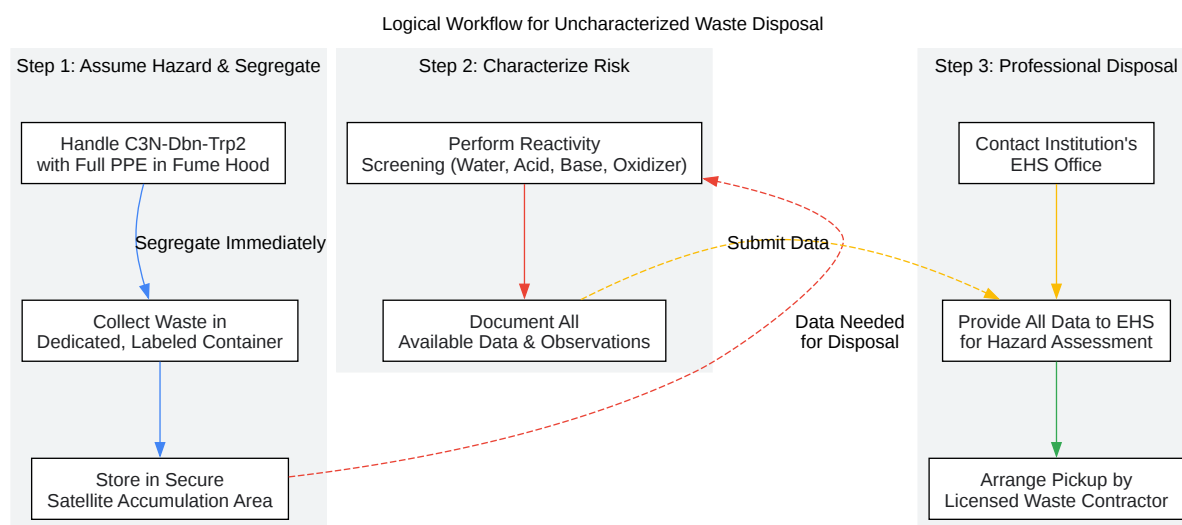 Logical Workflow for Uncharacterized Waste Disposal
Step 1: Assume Hazard & Segregate
Handle C3N-Dbn-Trp2
with Full PPE in Fume Hood
Segregate Immediately
Collect Waste in
Dedicated, Labeled Container
Store in Secure
Satellite Accumulation Area
Step 2: Characterize Risk
Perform Reactivity
Screening (Water, Acid, Base, Oxidizer)
Document All
Available Data & Observations
Submit Data
Data Needed
for Disposal
Step 3: Professional Disposal
Contact Institution's
EHS Office
Provide All Data to EHS
for Hazard Assessment
Arrange Pickup by
Licensed Waste Contractor